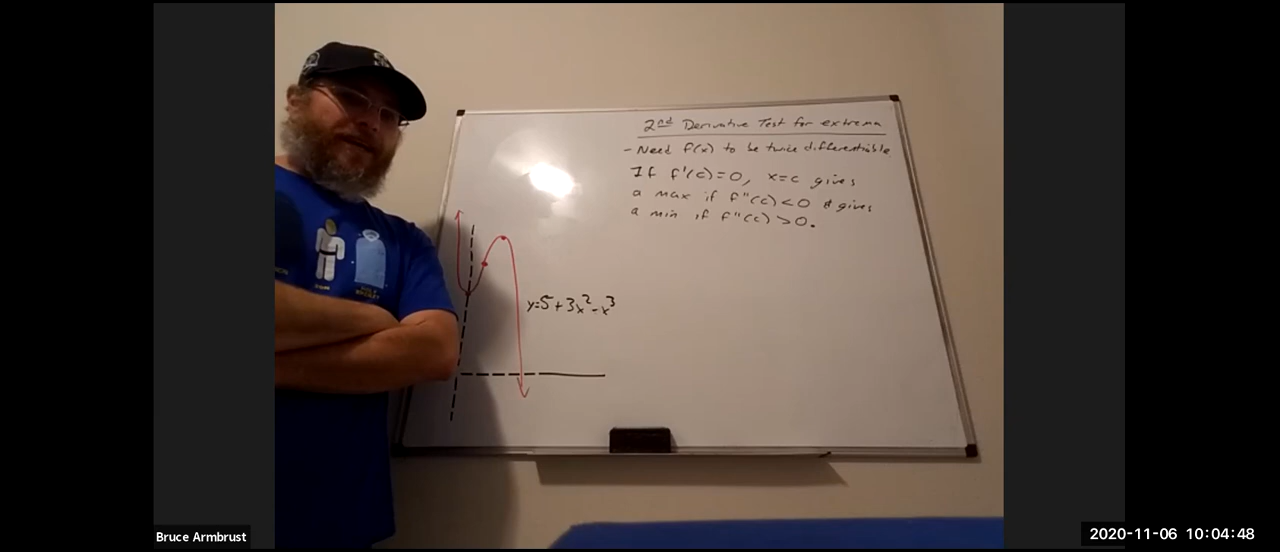 2nd Derivative Test for extrema
- Need f(x) to be twice differentiable
If f'(c)=0, x=c gives
a max if f"(c)<0 & gives
a min if f"(c)>0.
y=5+3x²-x³
Bruce Armbrust
2020-11-06 10:04:48